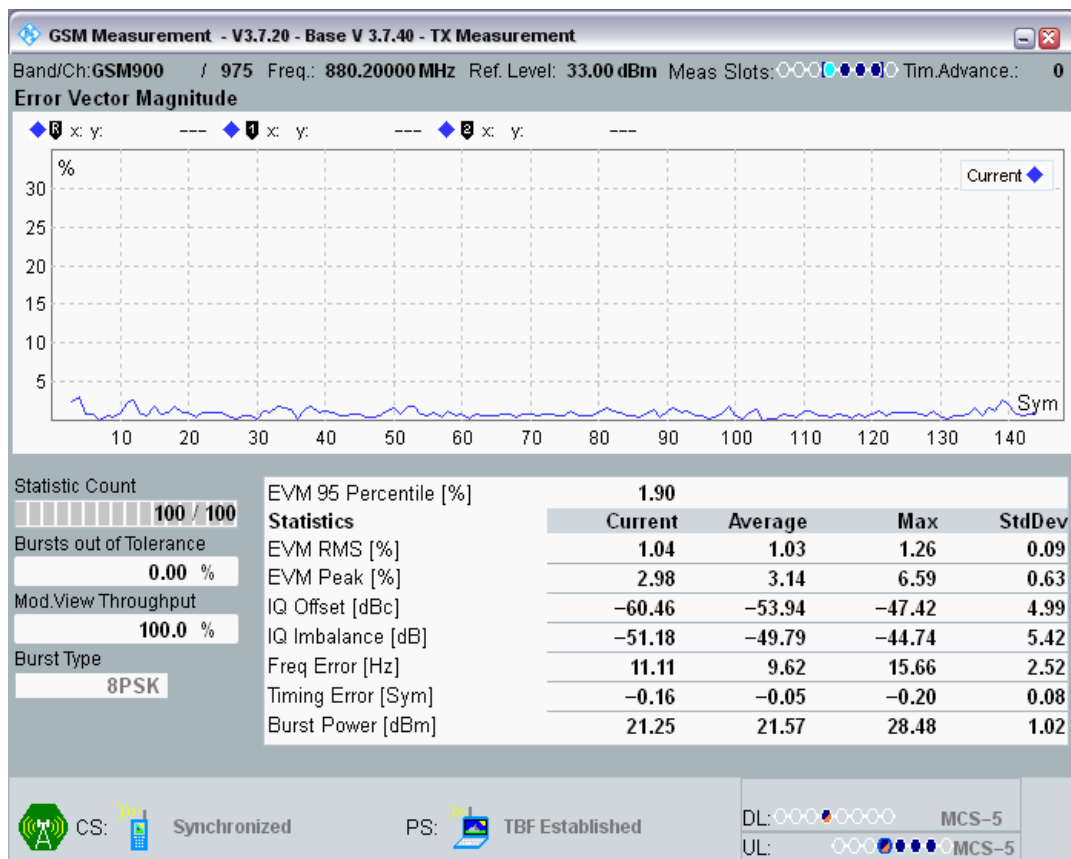 GSM Measurement - V3.7.20 - Base V 3.7.40 - TX Measurement
Band/Ch:GSM900 / 975 Freq.: 880.20000 MHz Ref. Level: 33.00 dBm Meas Slots: Tim.Advance.: 0
Error Vector Magnitude
R x: y: --- 1 x: y: --- 2 x: y: ---
%
Current
30
25
20
15
10
5
Sym
10 20 30 40 50 60 70 80 90 100 110 120 130 140
Statistic Count
100 / 100
Bursts out of Tolerance
0.00 %
Mod.View Throughput
100.0 %
Burst Type
8PSK
EVM 95 Percentile [%] 1.90
Statistics Current Average Max StdDev
EVM RMS [%] 1.04 1.03 1.26 0.09
EVM Peak [%] 2.98 3.14 6.59 0.63
IQ Offset [dBc] −60.46 −53.94 −47.42 4.99
IQ Imbalance [dB] −51.18 −49.79 −44.74 5.42
Freq Error [Hz] 11.11 9.62 15.66 2.52
Timing Error [Sym] −0.16 −0.05 −0.20 0.08
Burst Power [dBm] 21.25 21.57 28.48 1.02
CS: Synchronized PS: TBF Established
DL: MCS−5
UL: MCS−5